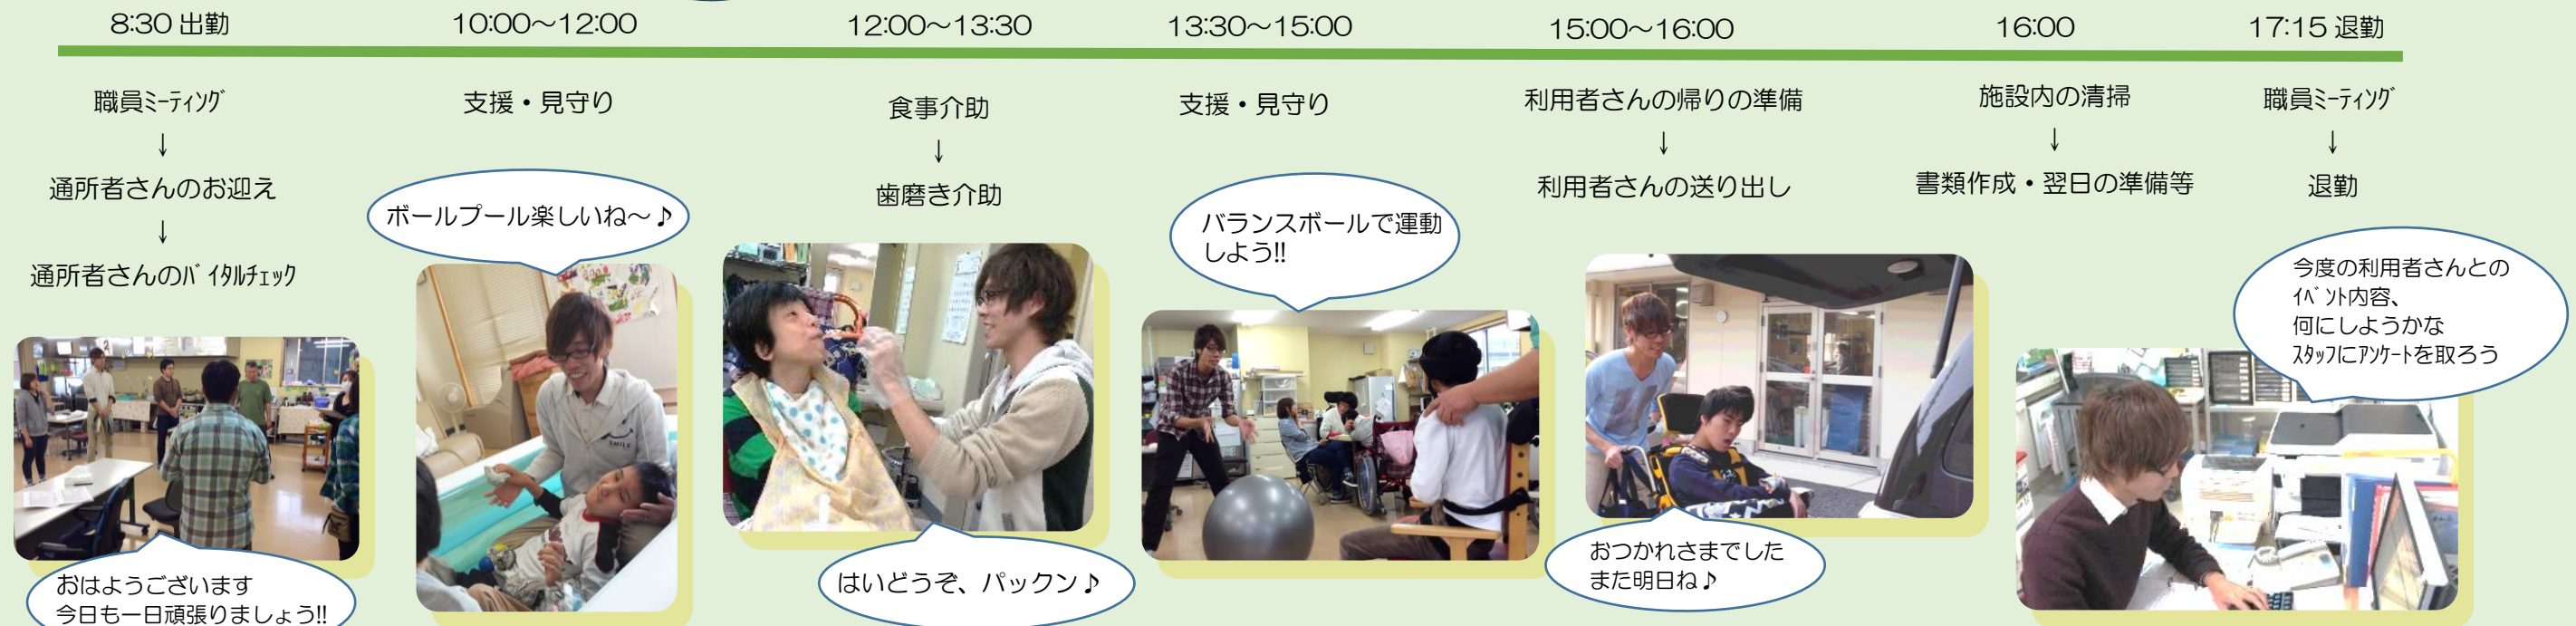 8:30 出勤
10:00～12:00
12:00～13:30
13:30～15:00
15:00～16:00
16:00
17:15 退勤
職員ﾐｰﾃｨﾝｸﾞ
↓
通所者さんのお迎え
↓
通所者さんのﾊﾞｲﾀﾙﾁｪｯｸ
おはようございます
今日も一日頑張りましょう!!
支援・見守り
ボールプール楽しいね～♪
食事介助
↓
歯磨き介助
はいどうぞ、パックン♪
支援・見守り
バランスボールで運動
しよう!!
利用者さんの帰りの準備
↓
利用者さんの送り出し
おつかれさまでした
また明日ね♪
施設内の清掃
↓
書類作成・翌日の準備等
職員ﾐｰﾃｨﾝｸﾞ
↓
退勤
今度の利用者さんとの
ｲﾍﾞﾝﾄ内容、
何にしようかな
ｽﾀｯﾌにｱﾝｹｰﾄを取ろう
SMILE